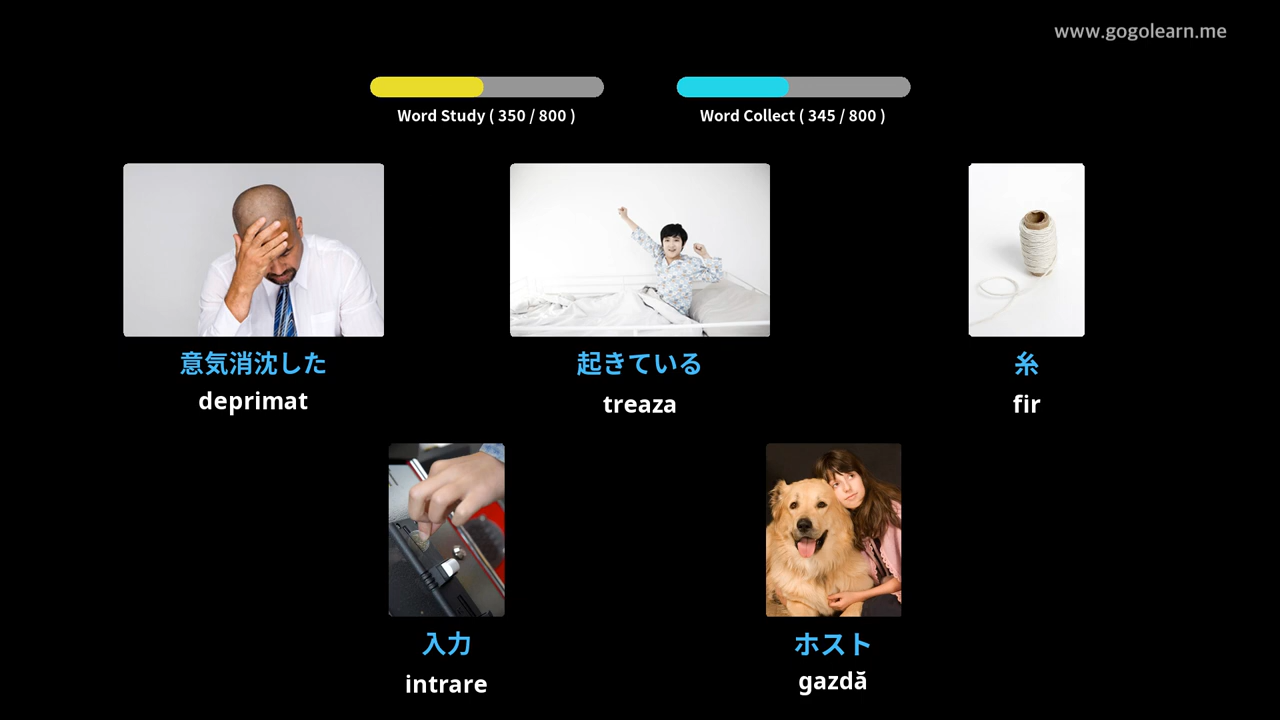 www.gogolearn.me
Word Study ( 350 / 800 )
Word Collect ( 345 / 800 )
意気消沈した
deprimat
起きている
treaza
糸
fir
入力
intrare
ホスト
gazdă